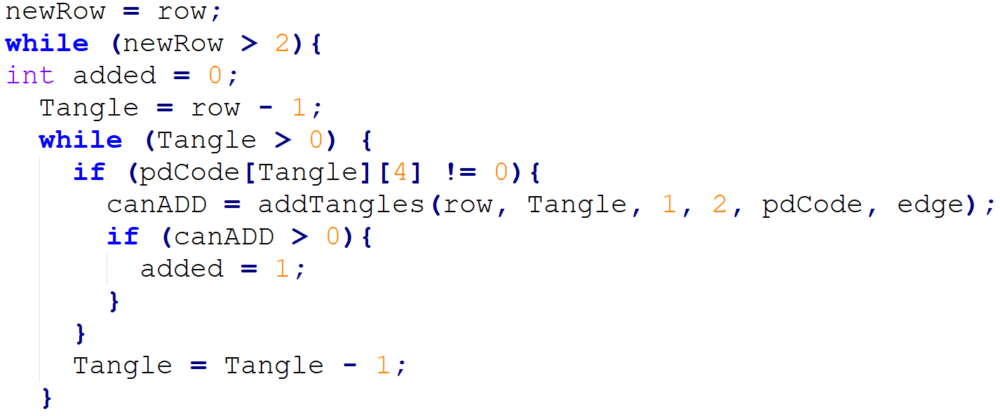 newRow = row;
while (newRow > 2){
int added = 0;
  Tangle = row - 1;
  while (Tangle > 0) {
    if (pdCode[Tangle][4] != 0){
      canADD = addTangles(row, Tangle, 1, 2, pdCode, edge);
      if (canADD > 0){
        added = 1;
      }
    }
    Tangle = Tangle - 1;
  }